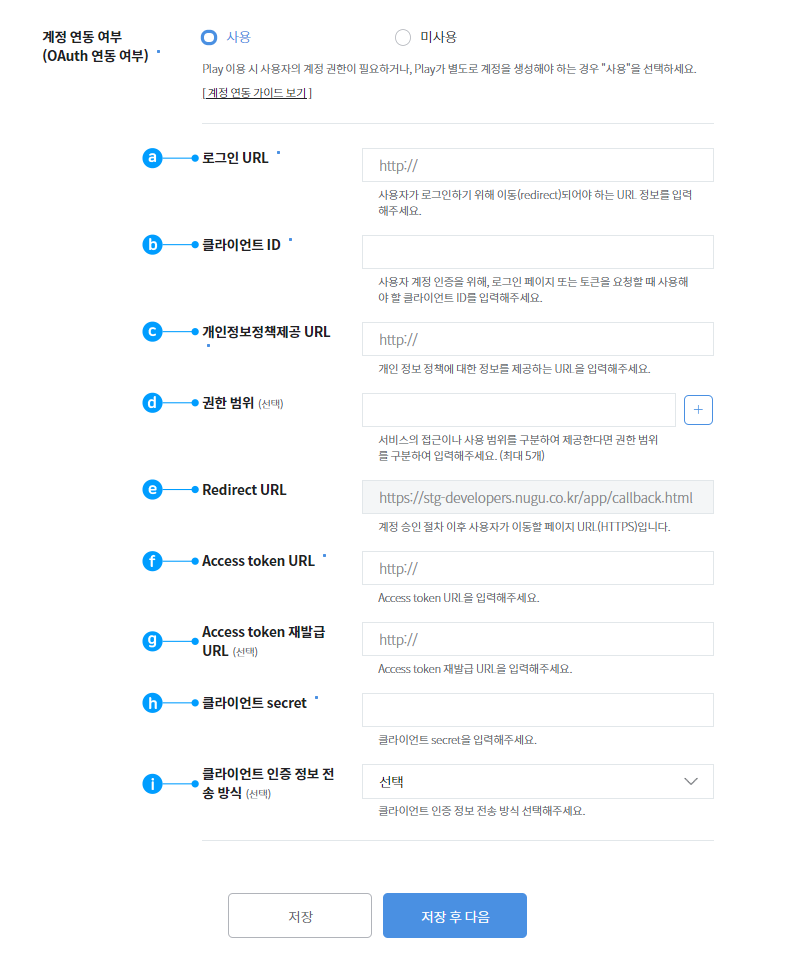 계정 연동 여부
(OAuth 연동 여부)
사용
미사용
Play 이용 시 사용자의 계정 권한이 필요하거나, Play가 별도로 계정을 생성해야 하는 경우 "사용"을 선택하세요.
[ 계정 연동 가이드 보기 ]
a
로그인 URL
http://
사용자가 로그인하기 위해 이동(redirect)되어야 하는 URL 정보를 입력
해주세요.
b
클라이언트 ID
사용자 계정 인증을 위해, 로그인 페이지 또는 토큰을 요청할 때 사용해
야 할 클라이언트 ID를 입력해주세요.
c
개인정보정책제공 URL
http://
개인 정보 정책에 대한 정보를 제공하는 URL을 입력해주세요.
d
권한 범위 (선택)
+
서비스의 접근이나 사용 범위를 구분하여 제공한다면 권한 범위
를 구분하여 입력해주세요. (최대 5개)
e
Redirect URL
https://stg-developers.nugu.co.kr/app/callback.html
계정 승인 절차 이후 사용자가 이동할 페이지 URL(HTTPS)입니다.
f
Access token URL
http://
Access token URL을 입력해주세요.
g
Access token 재발급
URL (선택)
http://
Access token 재발급 URL을 입력해주세요.
h
클라이언트 secret
클라이언트 secret을 입력해주세요.
i
클라이언트 인증 정보 전
송 방식 (선택)
선택
클라이언트 인증 정보 전송 방식 선택해주세요.
저장
저장 후 다음